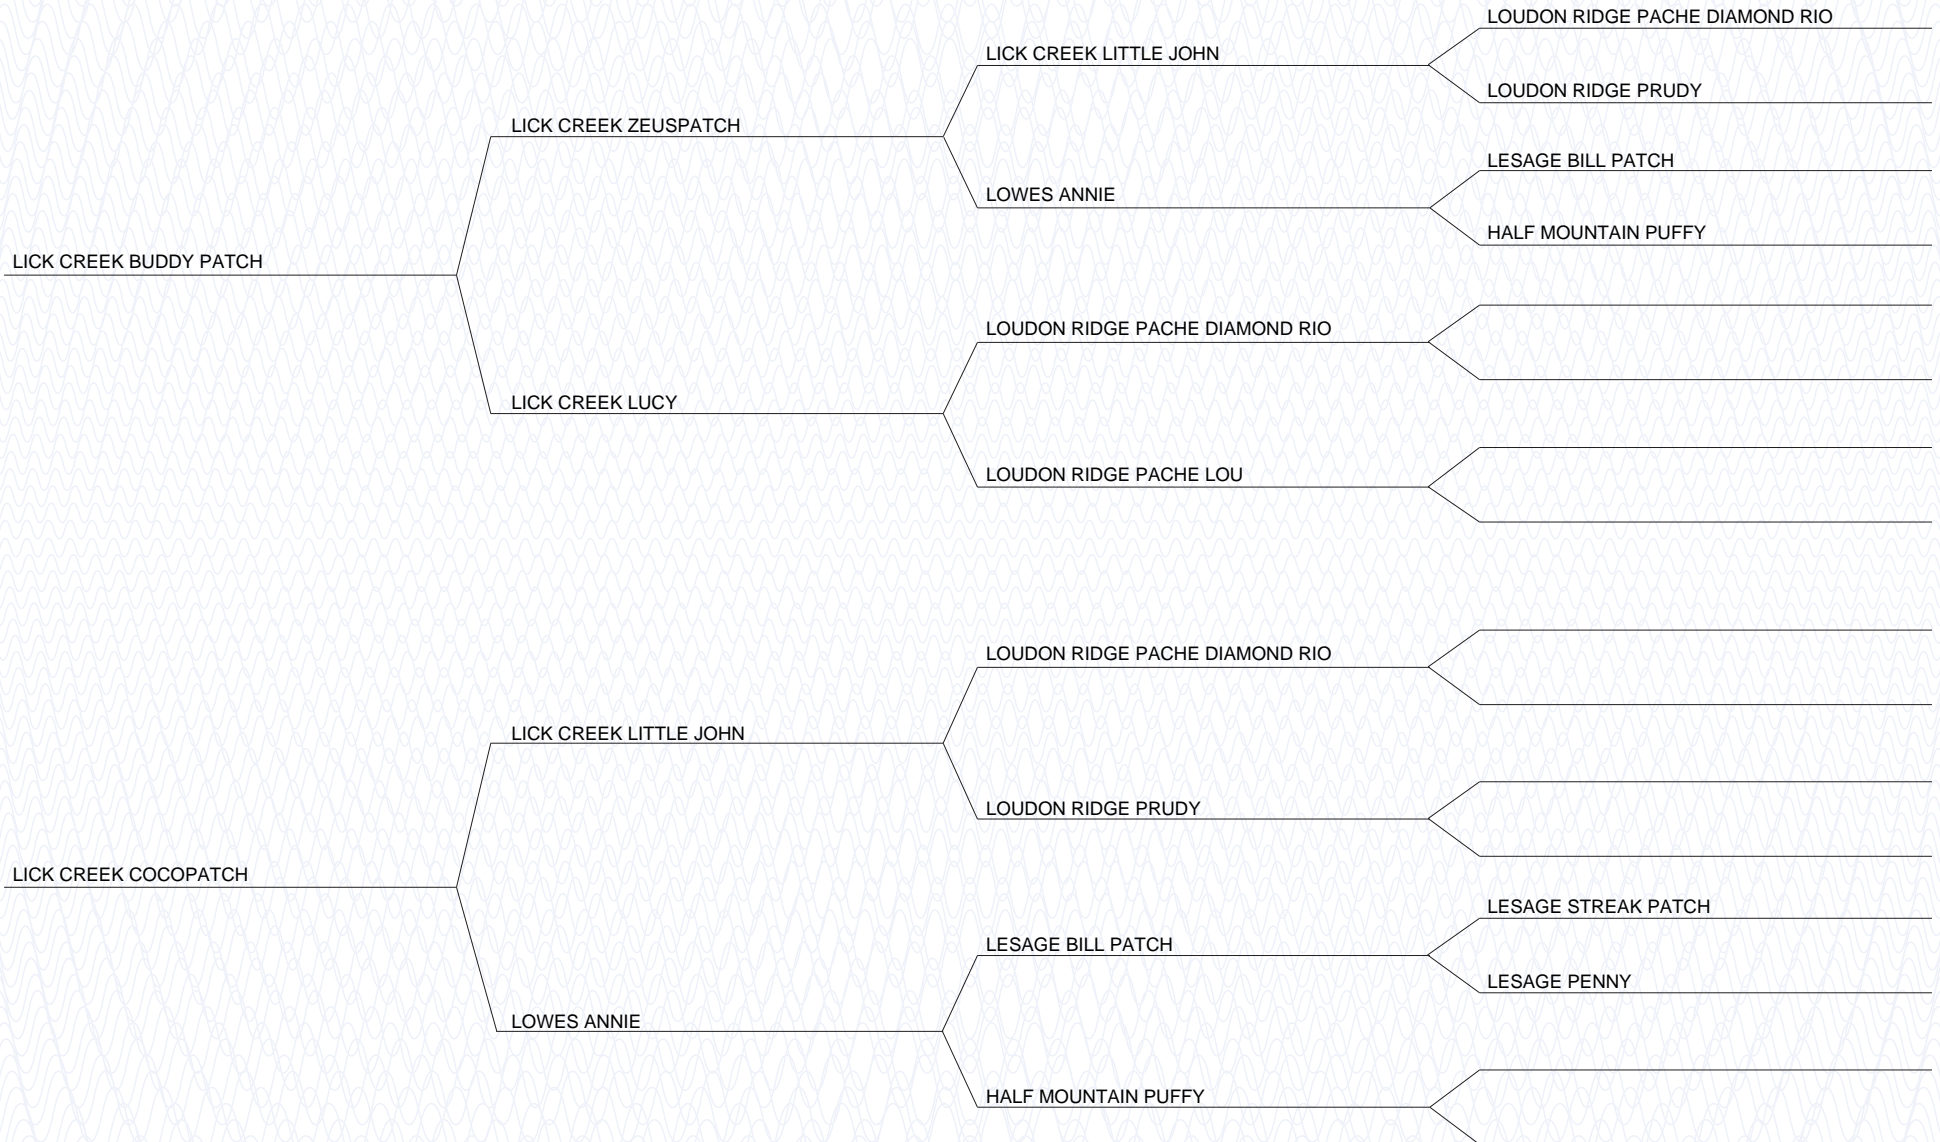 LOUDON RIDGE PACHE DIAMOND RIO
LICK CREEK LITTLE JOHN
LOUDON RIDGE PRUDY
LICK CREEK ZEUSPATCH
LESAGE BILL PATCH
LOWES ANNIE
HALF MOUNTAIN PUFFY
LICK CREEK BUDDY PATCH
LOUDON RIDGE PACHE DIAMOND RIO
LICK CREEK LUCY
LOUDON RIDGE PACHE LOU
LOUDON RIDGE PACHE DIAMOND RIO
LICK CREEK LITTLE JOHN
LOUDON RIDGE PRUDY
LICK CREEK COCOPATCH
LESAGE STREAK PATCH
LESAGE BILL PATCH
LESAGE PENNY
LOWES ANNIE
HALF MOUNTAIN PUFFY